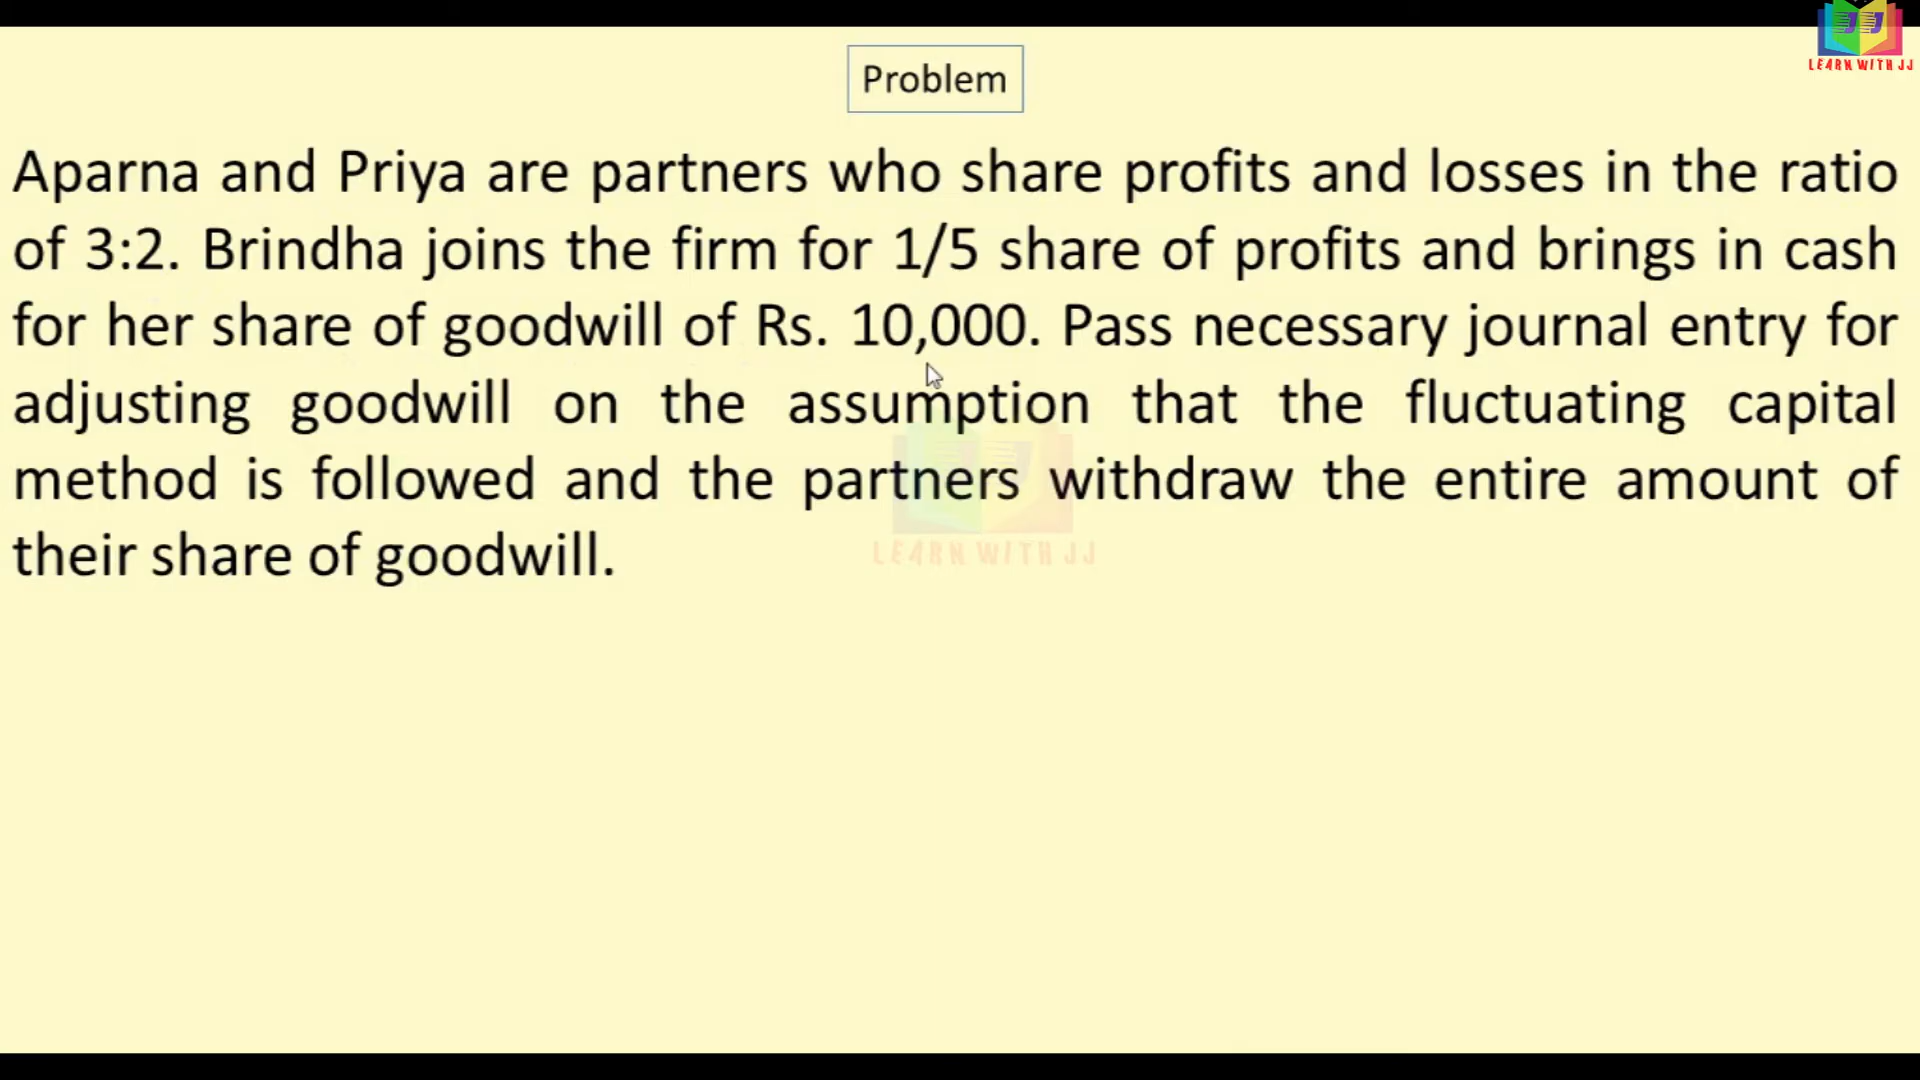 LEARN WITH JJ
Problem
Aparna and Priya are partners who share profits and losses in the ratio
of 3:2. Brindha joins the firm for 1/5 share of profits and brings in cash
for her share of goodwill of Rs. 10,000. Pass necessary journal entry for
adjusting goodwill on the assumption that the fluctuating capital
method is followed and the partners withdraw the entire amount of
their share of goodwill.
LEARN WITH JJ